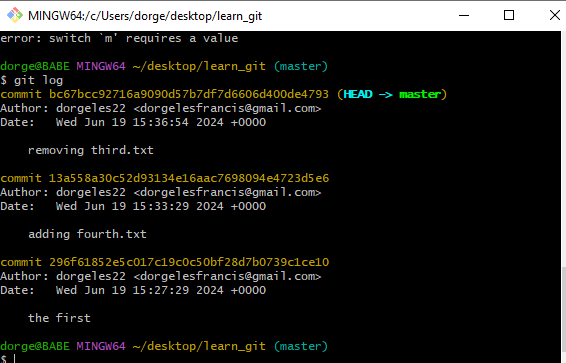 MINGW64:/c/Users/dorge/desktop/learn_git
error: switch `m' requires a value
dorge@BABE MINGW64 ~/desktop/learn_git (master)
$ git log
commit bc67bcc92716a9090d57b7df7d6606d400de4793 (HEAD -> master)
Author: dorgeles22 <dorgelesfrancis@gmail.com>
Date:   Wed Jun 19 15:36:54 2024 +0000
    removing third.txt
commit 13a558a30c52d93134e16aac7698094e4723d5e6
Author: dorgeles22 <dorgelesfrancis@gmail.com>
Date:   Wed Jun 19 15:33:29 2024 +0000
    adding fourth.txt
commit 296f61852e5c017c19c0c50bf28d7b0739c1ce10
Author: dorgeles22 <dorgelesfrancis@gmail.com>
Date:   Wed Jun 19 15:27:29 2024 +0000
    the first
dorge@BABE MINGW64 ~/desktop/learn_git (master)
$